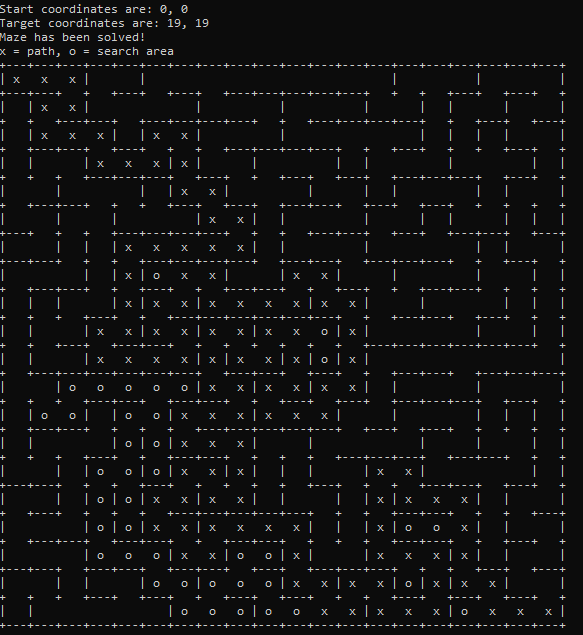 Start coordinates are: 0, 0
Target coordinates are: 19, 19
Maze has been solved!
x = path, o = search area
x x x
x x
x x x x x
x x x x
x x
x x
x x x x x
x o x x x x
x x x x x x x x x
x x x x x x x x o x
x x x x x x x x o x
o o o o o x x x x x x
o o o o x x x x x x
o o x x x
o o o x x x x x
o o x x x x x x x x
o o x x x x x x x o o x
o o o x x o o x x x x x
o o o o o x x x x o x x x
o o o o o x x x x x o x x x